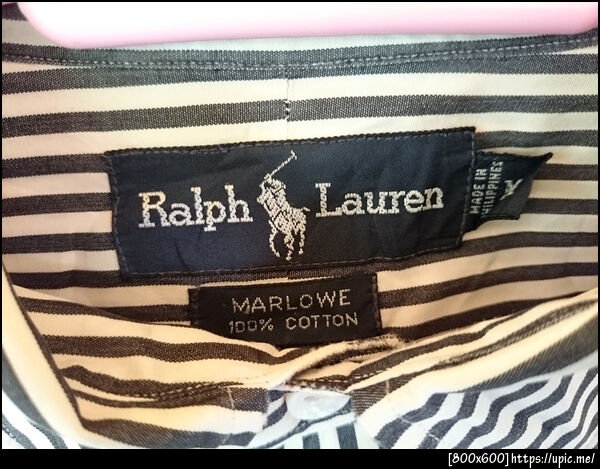 Ralph Lauren
MADE IN
PHILIPPINES
MARLOWE
100% COTTON
[800x600]https://upic.me/